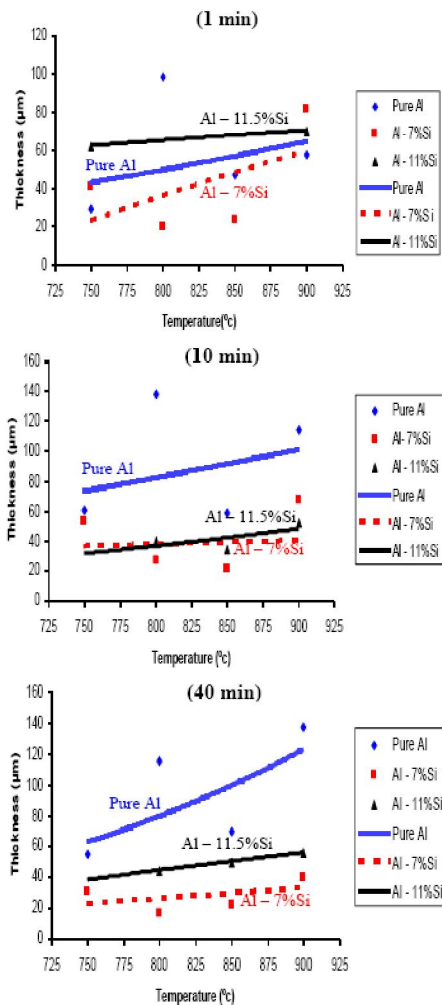 (1 min)
120
100
80
60
40
20
0
Thickness (µm)
Al – 11.5%Si
Pure Al
Al – 7%Si
725 750 775 800 825 850 875 900 925
Temperature(ºc)
Pure Al
Al - 7%Si
Al - 11%Si
Pure Al
Al - 7%Si
Al - 11%Si
(10 min)
160
140
120
100
80
60
40
20
0
Thickness (µm)
Pure Al
Al – 11.5%Si
Al – 7%Si
725 750 775 800 825 850 875 900 925
Temperature (ºc)
Pure Al
Al- 7%Si
Al - 11%Si
Pure Al
Al - 7%Si
Al - 11%Si
(40 min)
160
140
120
100
80
60
40
20
0
Thickness (µm)
Pure Al
Al – 11.5%Si
Al – 7%Si
725 750 775 800 825 850 875 900 925
Temperature (ºc)
Pure Al
Al - 7%Si
Al - 11%Si
Pure Al
Al - 7%Si
Al - 11%Si